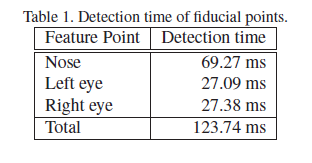 Table 1. Detection time of fiducial points.
Feature Point Detection time
Nose 69.27 ms
Left eye 27.09 ms
Right eye 27.38 ms
Total 123.74 ms